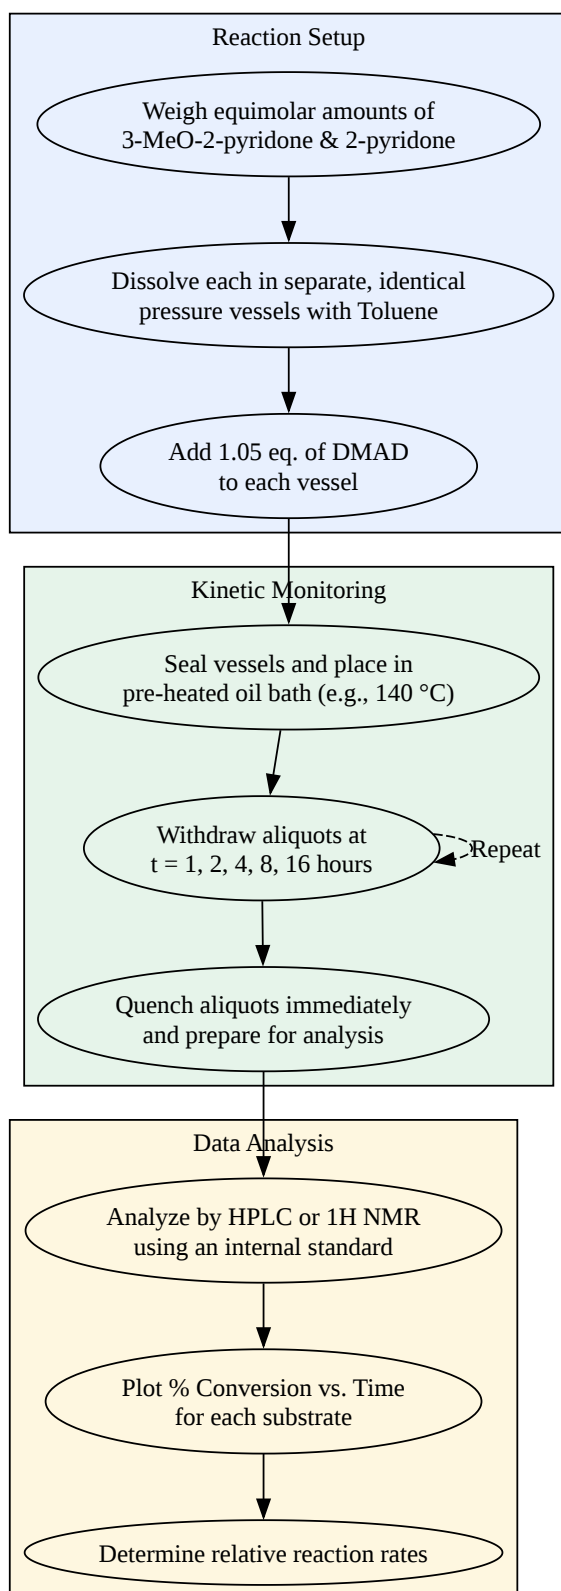 Reaction Setup
Weigh equimolar amounts of
3-MeO-2-pyridone & 2-pyridone
Dissolve each in separate, identical
pressure vessels with Toluene
Add 1.05 eq. of DMAD
to each vessel
Kinetic Monitoring
Seal vessels and place in
pre-heated oil bath (e.g., 140 °C)
Withdraw aliquots at
t = 1, 2, 4, 8, 16 hours
Repeat
Quench aliquots immediately
and prepare for analysis
Data Analysis
Analyze by HPLC or 1H NMR
using an internal standard
Plot % Conversion vs. Time
for each substrate
Determine relative reaction rates